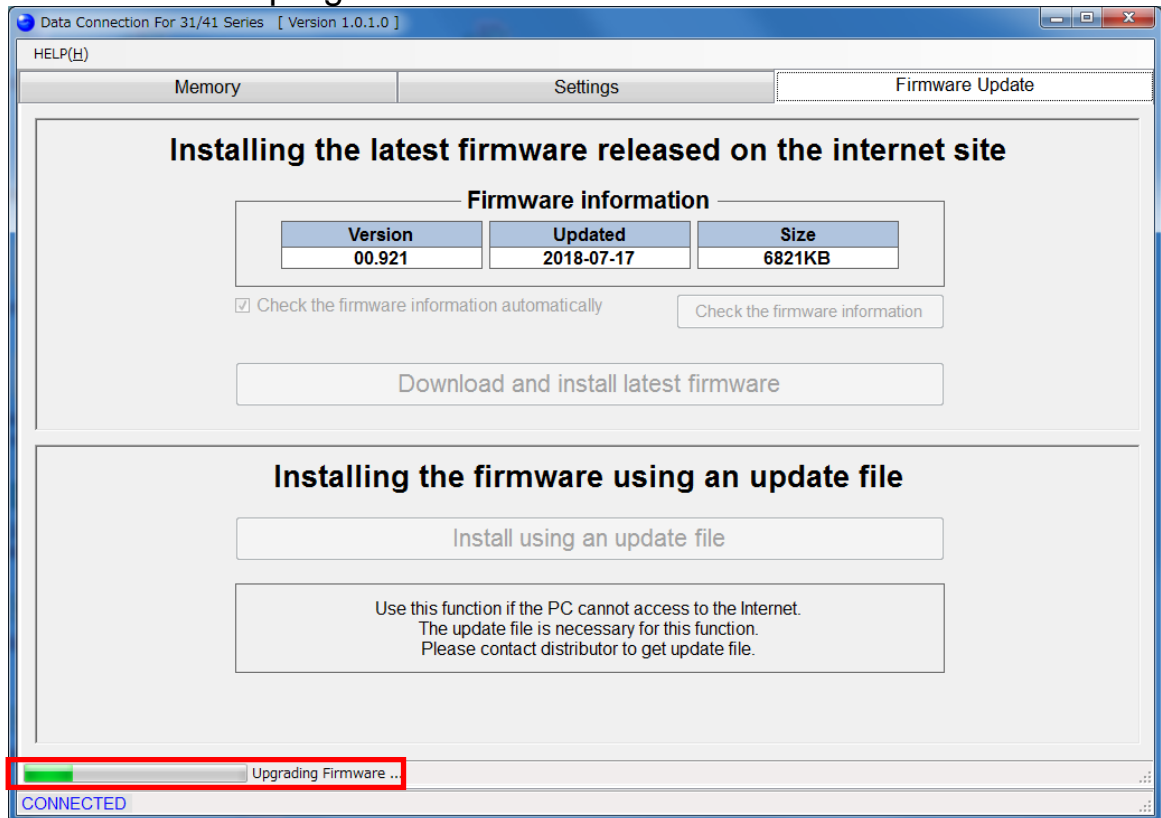 Data Connection For 31/41 Series [ Version 1.0.1.0 ]
HELP(H)
Memory Settings Firmware Update
Installing the latest firmware released on the internet site
Firmware information
Version Updated Size
00.921 2018-07-17 6821KB
Check the firmware information automatically Check the firmware information
Download and install latest firmware
Installing the firmware using an update file
Install using an update file
Use this function if the PC cannot access to the Internet.
The update file is necessary for this function.
Please contact distributor to get update file.
Upgrading Firmware ...
CONNECTED